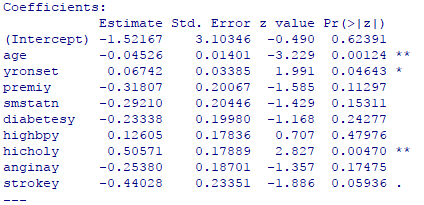 Coefficients:
            Estimate Std. Error z value Pr(>|z|)
(Intercept) -1.52167    3.10346  -0.490  0.62391
age         -0.04526    0.01401  -3.229  0.00124 **
yronset      0.06742    0.03385   1.991  0.04643 *
premiy      -0.31807    0.20067  -1.585  0.11297
smstatn     -0.29210    0.20446  -1.429  0.15311
diabetesy   -0.23338    0.19980  -1.168  0.24277
highbpy      0.12605    0.17836   0.707  0.47976
hicholy      0.50571    0.17889   2.827  0.00470 **
anginay     -0.25380    0.18701  -1.357  0.17475
strokey     -0.44028    0.23351  -1.886  0.05936 .
---